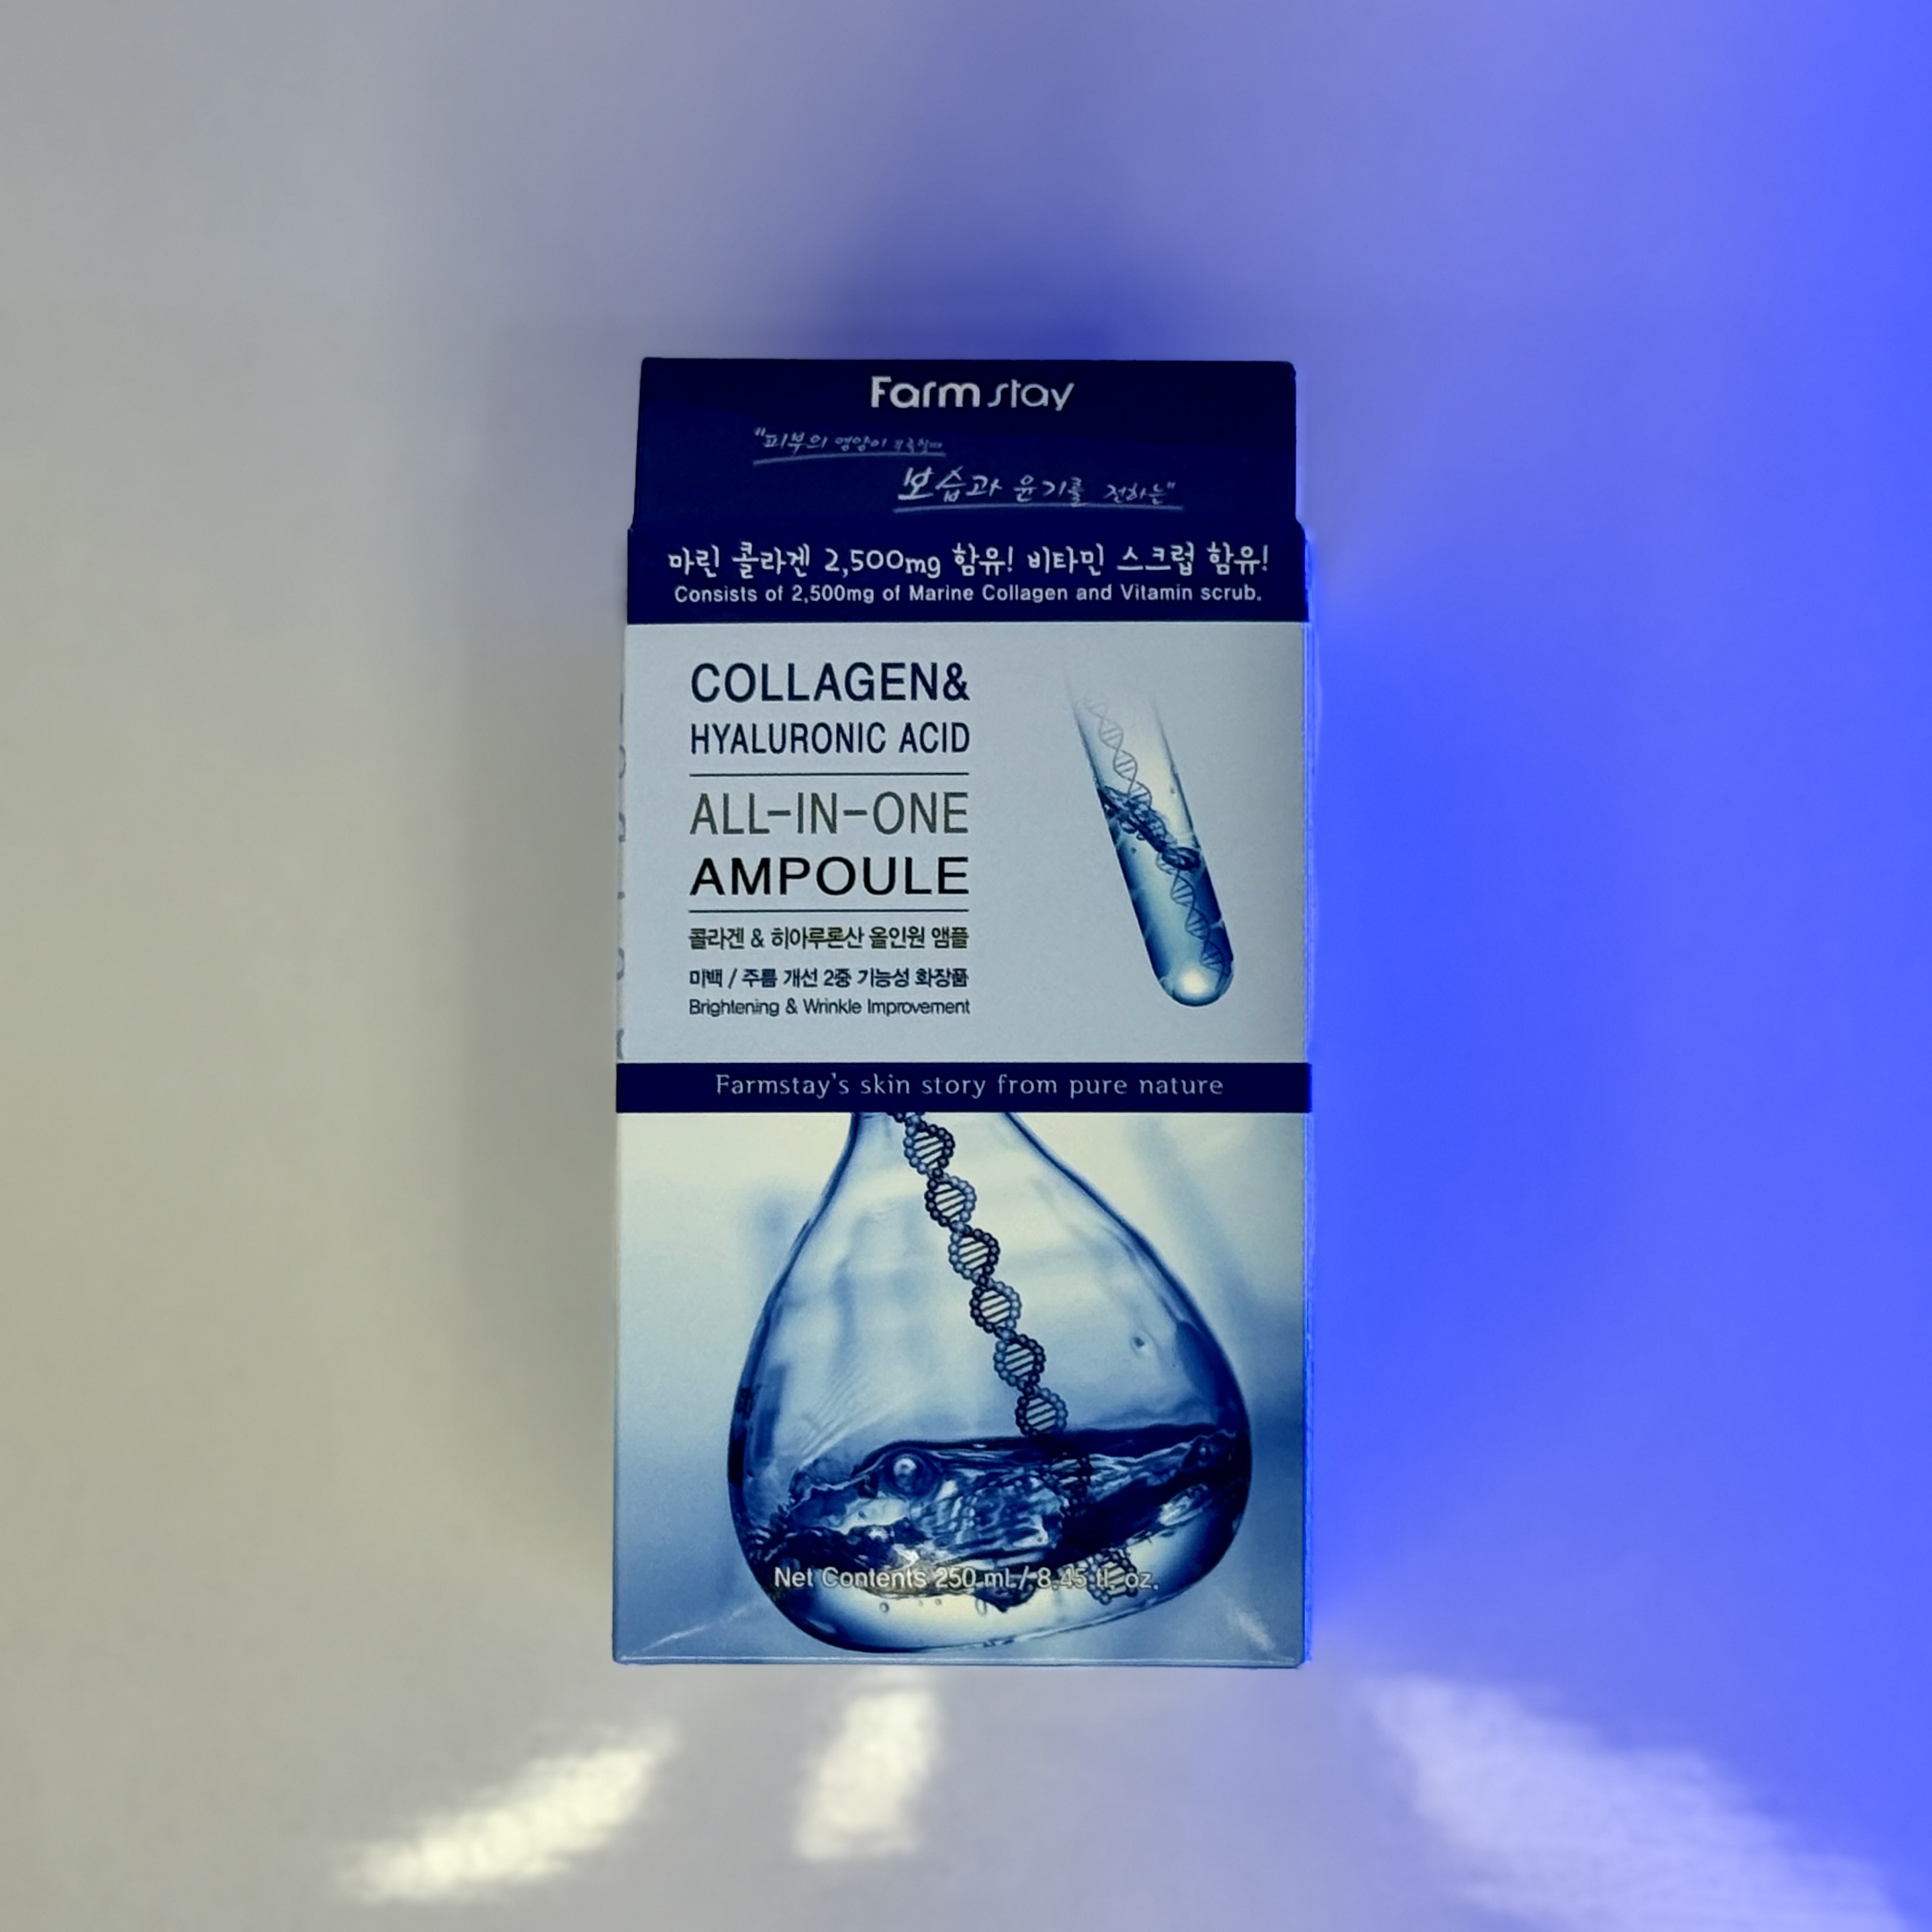 Farm stay
"피부의 영양이 부족할때
보습과 윤기를 전하는"
마린 콜라겐 2,500mg 함유! 비타민 스크럽 함유!
Consists of 2,500mg of Marine Collagen and Vitamin scrub.
COLLAGEN&
HYALURONIC ACID
ALL-IN-ONE
AMPOULE
콜라겐 & 히아루론산 올인원 앰플
미백 / 주름 개선 2중 기능성 화장품
Brightening & Wrinkle Improvement
Farmstay's skin story from pure nature
Net Contents 250 mL / 8.45 fl. oz.